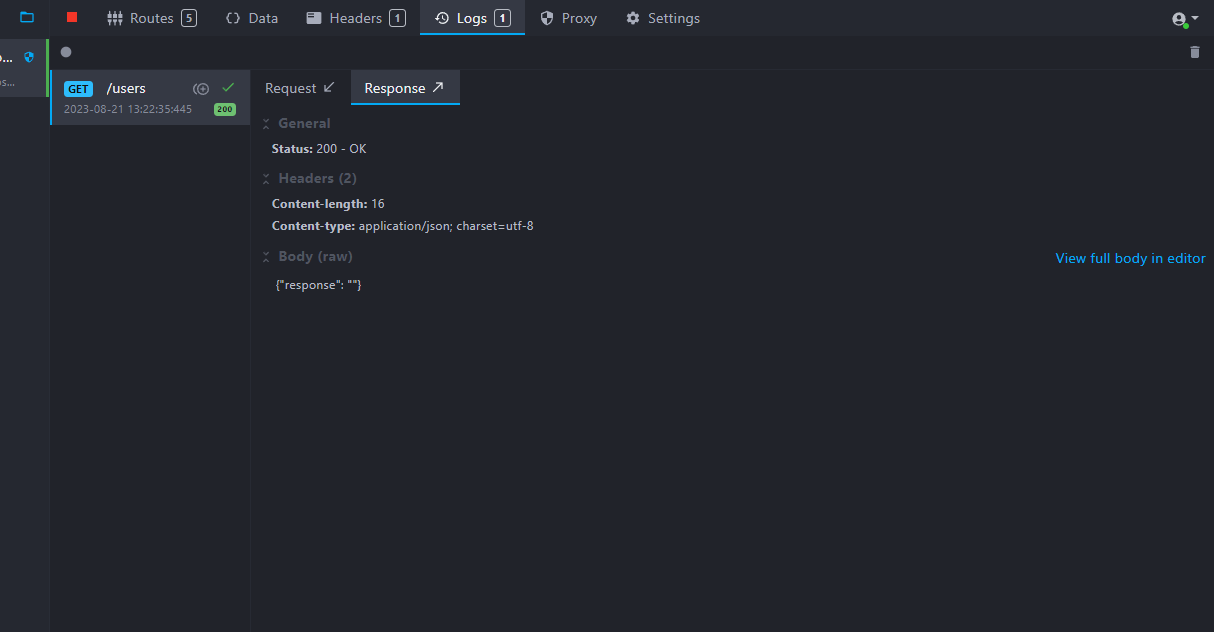 Routes 5 Data Headers 1 Logs 1 Proxy Settings
GET /users
2023-08-21 13:22:35:445 200
Request Response
General
Status: 200 - OK
Headers (2)
Content-length: 16
Content-type: application/json; charset=utf-8
Body (raw)
View full body in editor
{"response": ""}